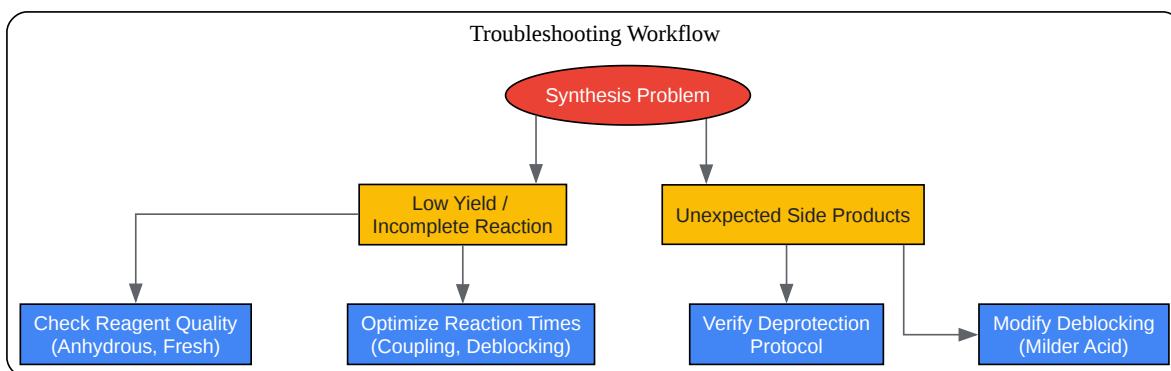 Troubleshooting Workflow
Synthesis Problem
Low Yield /
Incomplete Reaction
Unexpected Side Products
Check Reagent Quality
(Anhydrous, Fresh)
Optimize Reaction Times
(Coupling, Deblocking)
Verify Deprotection
Protocol
Modify Deblocking
(Milder Acid)